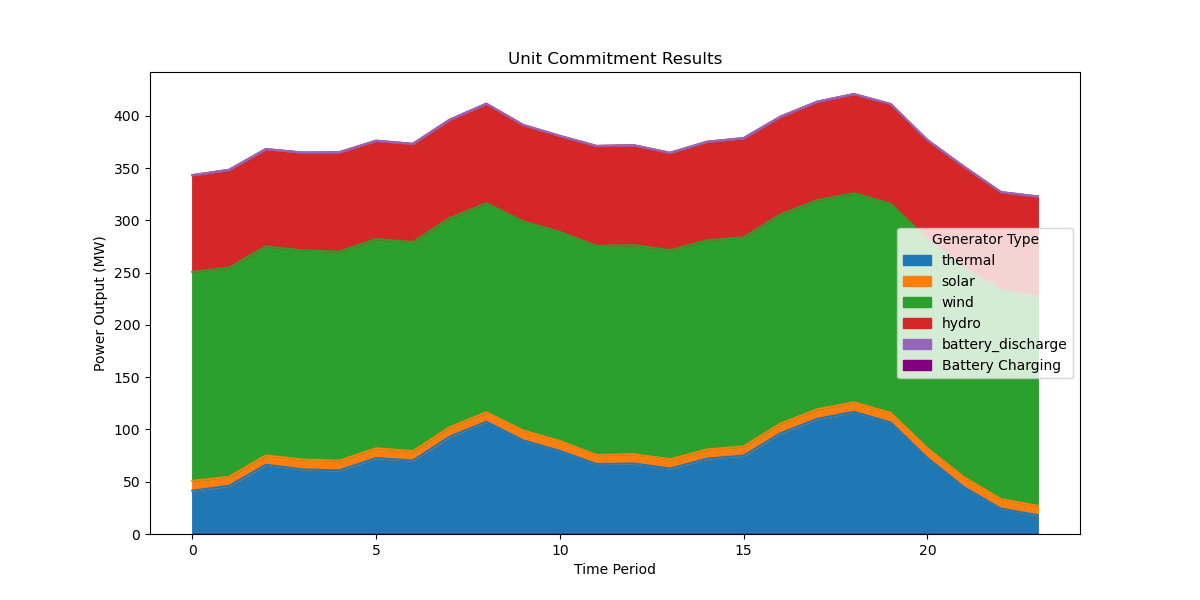 Unit Commitment Results
400
350
300
250
200
150
100
50
0
Power Output (MW)
0 5 10 15 20
Time Period
Generator Type
thermal
solar
wind
hydro
battery_discharge
Battery Charging